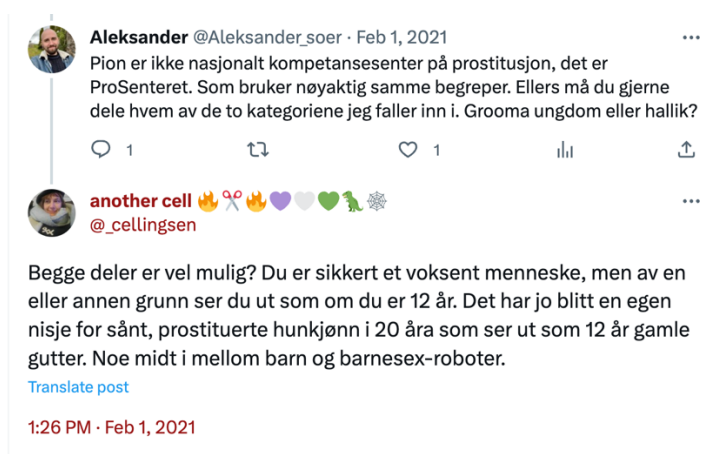 Aleksander @Aleksander_soer · Feb 1, 2021
Pion er ikke nasjonalt kompetansesenter på prostitusjon, det er
ProSenteret. Som bruker nøyaktig samme begreper. Ellers må du gjerne
dele hvem av de to kategoriene jeg faller inn i. Grooma ungdom eller hallik?
1 1
another cell 🔥✂️🔥💜🤍💚🦖🕸️
@_cellingsen
Begge deler er vel mulig? Du er sikkert et voksent menneske, men av en
eller annen grunn ser du ut som om du er 12 år. Det har jo blitt en egen
nisje for sånt, prostituerte hunkjønn i 20 åra som ser ut som 12 år gamle
gutter. Noe midt i mellom barn og barnesex-roboter.
Translate post
1:26 PM · Feb 1, 2021